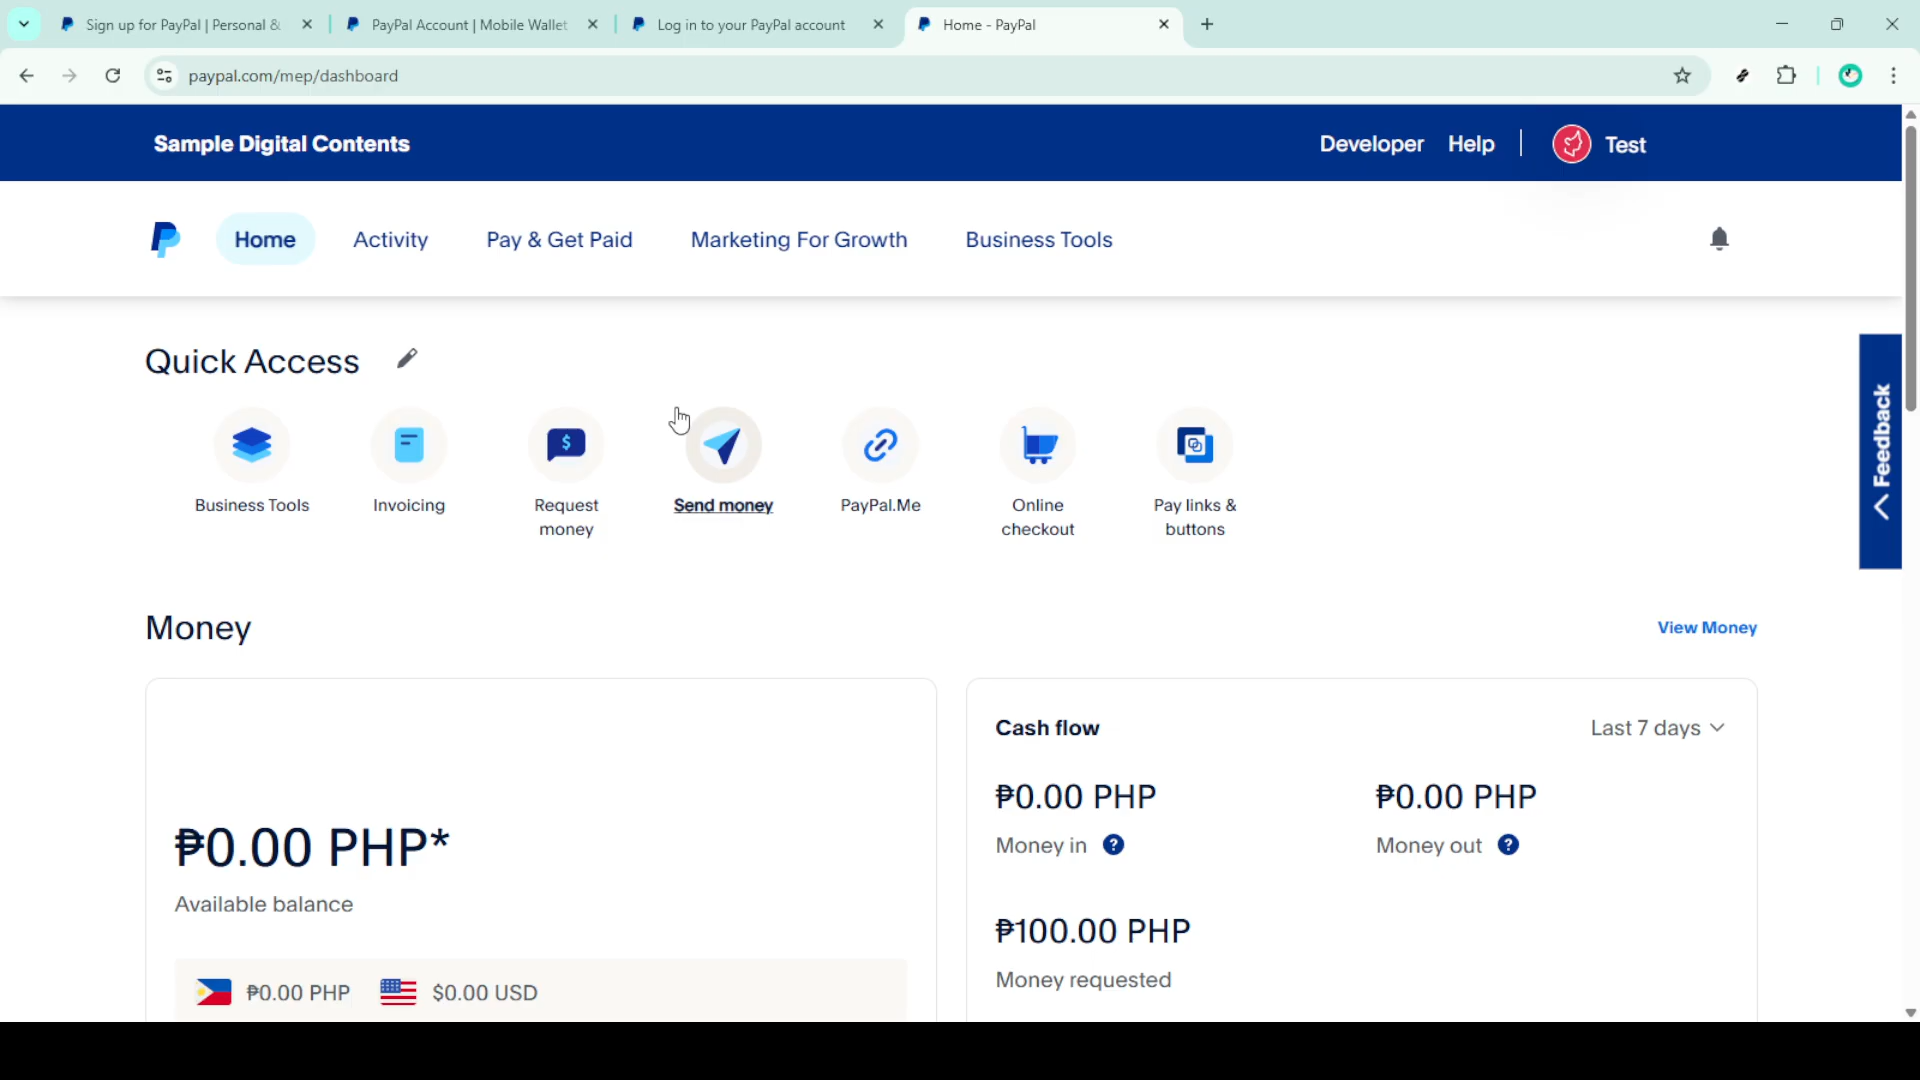 Sign up for PayPal | Personal &
PayPal Account | Mobile Wallet
Log in to your PayPal account
Home - PayPal
paypal.com/mep/dashboard
Sample Digital Contents
Developer
Help
Test
Home
Activity
Pay & Get Paid
Marketing For Growth
Business Tools
Quick Access
Business Tools
Invoicing
Request
money
Send money
PayPal.Me
Online
checkout
Pay links &
buttons
Feedback
Money
View Money
₱0.00 PHP*
Available balance
₱0.00 PHP
$0.00 USD
Cash flow
Last 7 days
₱0.00 PHP
Money in
₱0.00 PHP
Money out
₱100.00 PHP
Money requested